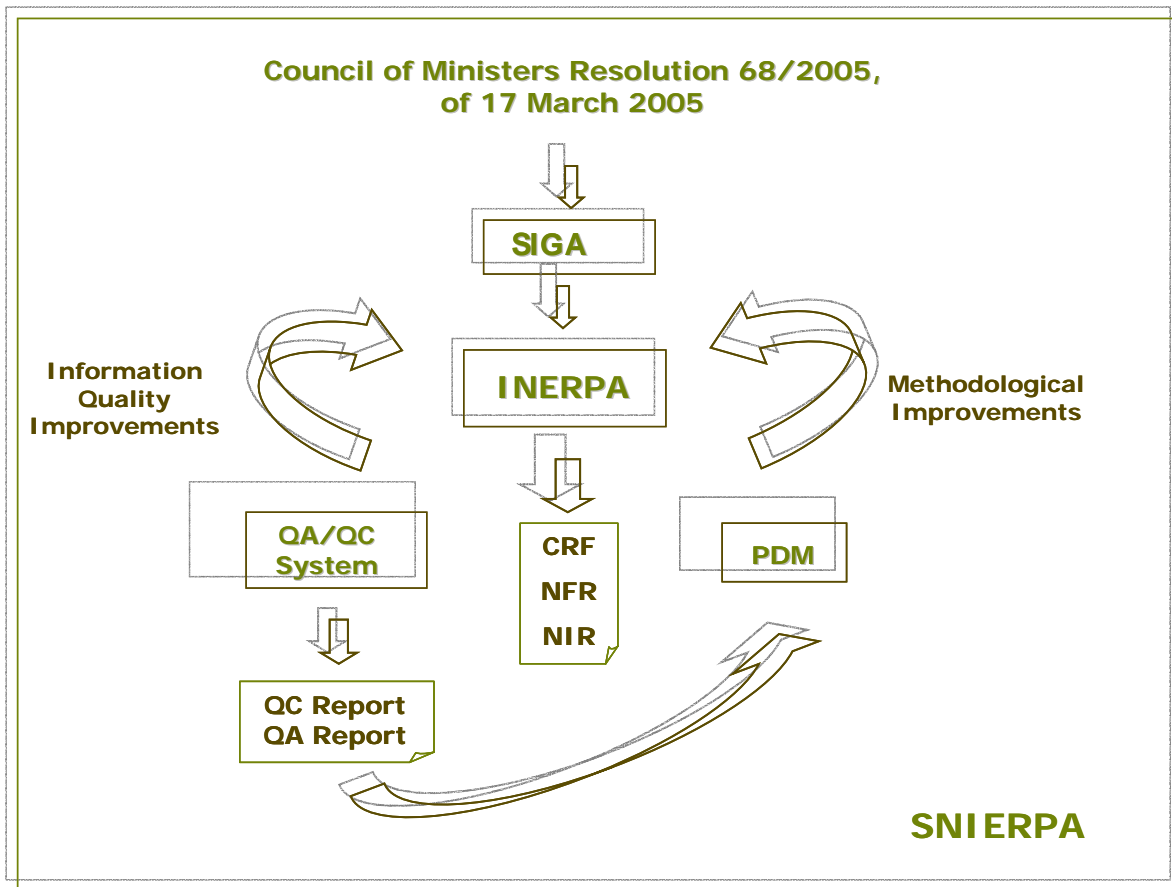 Council of Ministers Resolution 68/2005,
of 17 March 2005
SIGA
INERPA
Information
Quality
Improvements
Methodological
Improvements
QA/QC
System
CRF
NFR
NIR
PDM
QC Report
QA Report
SNIERPA